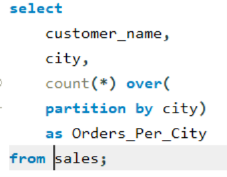 select
customer_name,
city,
count(*) over(
partition by city)
as Orders_Per_City
from sales;